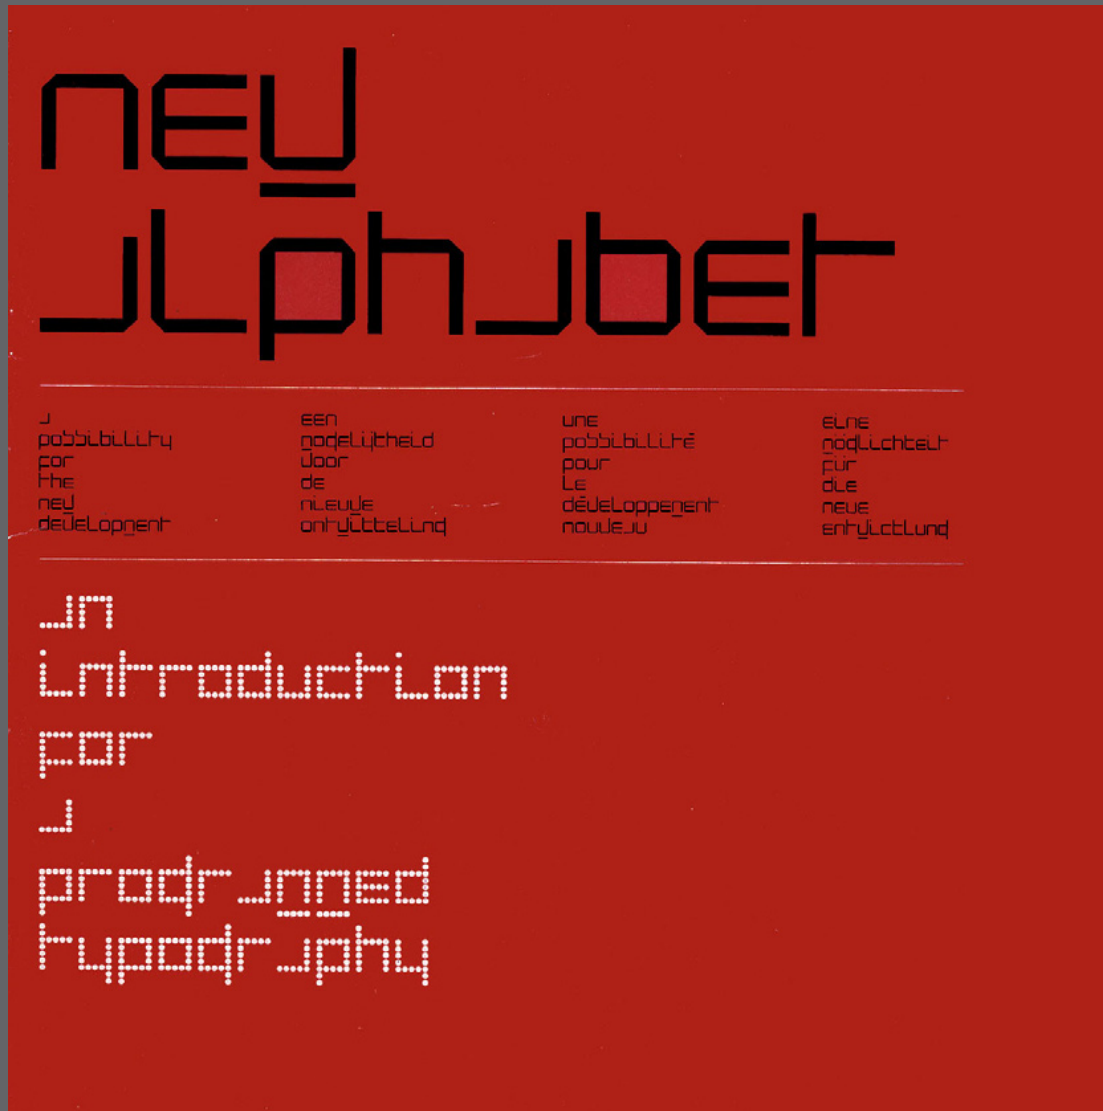 new
alphabet
a
possibility
for
the
new
development
een
mogelijkheid
voor
de
nieuwe
ontwikkeling
une
possibilité
pour
le
développement
nouveau
eine
möglichkeit
für
die
neue
entwicklung
an
introduction
for
a
programmed
typography